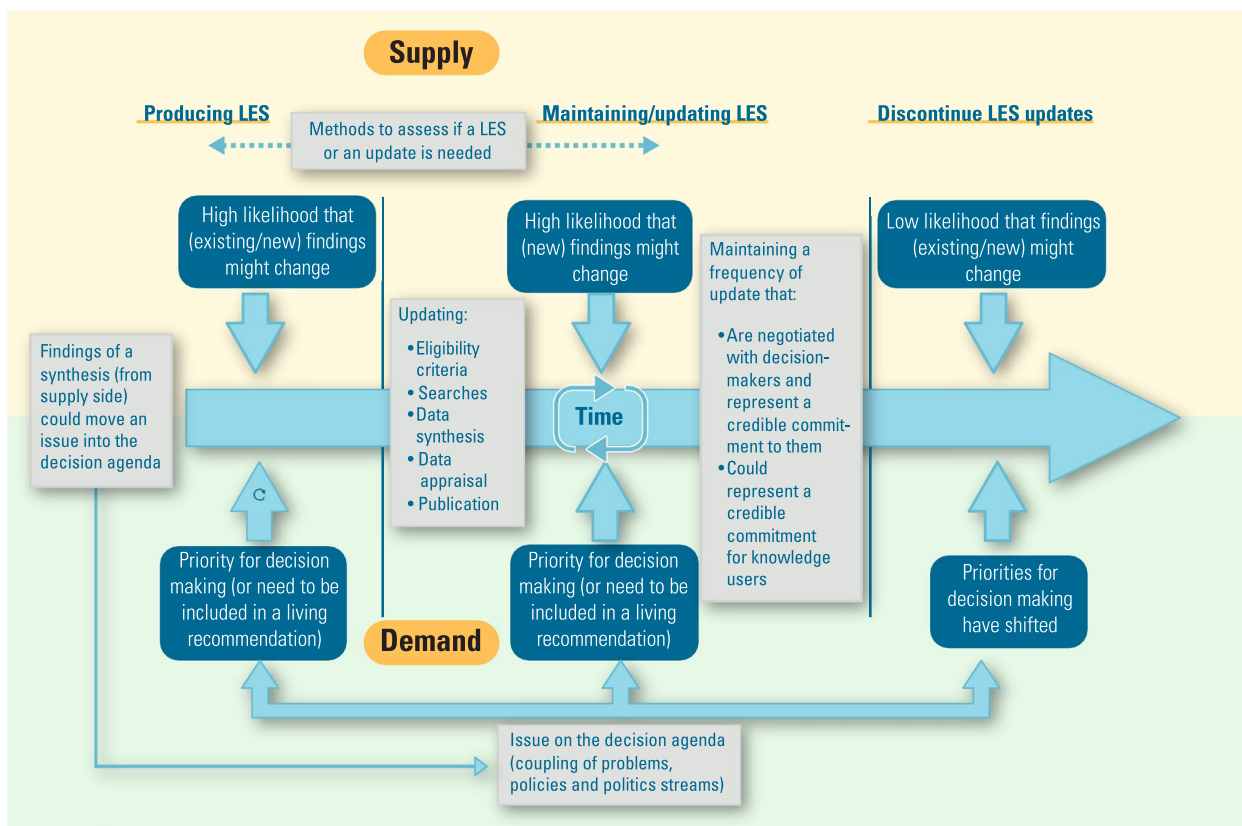 Supply
Producing LES
Methods to assess if a LES
or an update is needed
Maintaining/updating LES
Discontinue LES updates
High likelihood that
(existing/new) findings
might change
High likelihood that
(new) findings might
change
Low likelihood that findings
(existing/new) might
change
Findings of a
synthesis (from
supply side)
could move an
issue into the
decision agenda
Updating:
•Eligibility
criteria
• Searches
•Data
synthesis
•Data
appraisal
• Publication
Time
Maintaining a
frequency of
update that:
•Are negotiated
with decision-
makers and
represent a
credible commit-
ment to them
•Could
represent a
credible
commitment
for knowledge
users
Priority for decision
making (or need to be
included in a living
recommendation)
Demand
Priority for decision
making (or need to be
included in a living
recommendation)
Priorities for
decision making
have shifted
Issue on the decision agenda
(coupling of problems,
policies and politics streams)